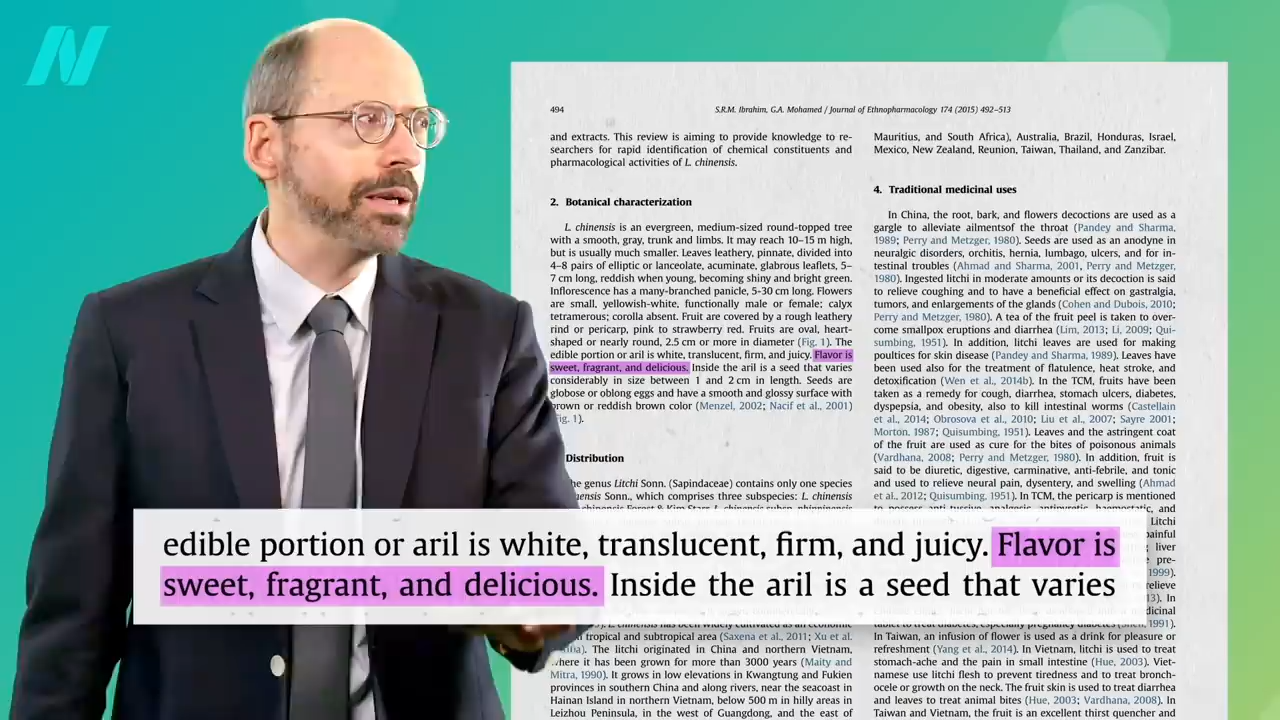 494
S.R.M. Ibrahim, G.A. Mohamed / Journal of Ethnopharmacology 174 (2015) 492–513
and extracts. This review is aiming to provide knowledge to re-
searchers for rapid identification of chemical constituents and
pharmacological activities of L. chinensis.
2. Botanical characterization
L. chinensis is an evergreen, medium-sized round-topped tree
with a smooth, gray, trunk and limbs. It may reach 10–15 m high,
but is usually much smaller. Leaves leathery, pinnate, divided into
4–8 pairs of elliptic or lanceolate, acuminate, glabrous leaflets, 5–
7 cm long, reddish when young, becoming shiny and bright green.
Inflorescence has a many-branched panicle, 5-30 cm long. Flowers
are small, yellowish-white, functionally male or female; calyx
tetramerous; corolla absent. Fruit are covered by a rough leathery
rind or pericarp, pink to strawberry red. Fruits are oval, heart-
shaped or nearly round, 2.5 cm or more in diameter (Fig. 1). The
edible portion or aril is white, translucent, firm, and juicy. Flavor is
sweet, fragrant, and delicious. Inside the aril is a seed that varies
considerably in size between 1 and 2 cm in length. Seeds are
globose or oblong eggs and have a smooth and glossy surface with
brown or reddish brown color (Menzel, 2002; Nacif et al., 2001)
1).
Distribution
genus Litchi Sonn. (Sapindaceae) contains only one species
Sonn., which comprises three subspecies: L. chinensis
edible portion or aril is white, translucent, firm, and juicy. Flavor is
sweet, fragrant, and delicious. Inside the aril is a seed that varies
tropical and subtropical area (Saxena et al., 2011; Xu et al.
The litchi originated in China and northern Vietnam,
where it has been grown for more than 3000 years (Maity and
Mitra, 1990). It grows in low elevations in Kwangtung and Fukien
provinces in southern China and along rivers, near the seacoast in
Hainan Island in northern Vietnam, below 500 m in hilly areas in
Leizhou Peninsula, in the west of Guangdong, and the east of
Mauritius, and South Africa), Australia, Brazil, Honduras, Israel,
Mexico, New Zealand, Reunion, Taiwan, Thailand, and Zanzibar.
4. Traditional medicinal uses
In China, the root, bark, and flowers decoctions are used as a
gargle to alleviate ailmentsof the throat (Pandey and Sharma,
1989; Perry and Metzger, 1980). Seeds are used as an anodyne in
neuralgic disorders, orchitis, hernia, lumbago, ulcers, and for in-
testinal troubles (Ahmad and Sharma, 2001, Perry and Metzger,
1980). Ingested litchi in moderate amount or its decoction is said
to relieve coughing and to have a beneficial effect on gastralgia,
tumors, and enlargements of the glands (Cohen and Dubois, 2010;
Perry and Metzger, 1980). A tea of the fruit peel is taken to over-
come smallpox eruptions and diarrhea (Lim, 2013; Li, 2009; Qui-
sumbing, 1951). In addition, litchi leaves are used for making
poultices for skin disease (Pandey and Sharma, 1989). Leaves have
been used also for the treatment of flatulence, heat stroke, and
detoxification (Wen et al., 2014b). In the TCM, fruits have been
taken as a remedy for cough, diarrhea, stomach ulcers, diabetes,
dyspepsia, and obesity, also to kill intestinal worms (Castellain
et al., 2014; Obrosova et al., 2010; Liu et al., 2007; Sayre 2001;
Morton, 1987; Quisumbing, 1951). Leaves and the astringent coat
of the fruit are used as cure for the bites of poisonous animals
(Vardhana, 2008; Perry and Metzger, 1980). In addition, fruit is
said to be diuretic, digestive, carminative, anti-febrile, and tonic
and used to relieve neural pain, dysentery, and swelling (Ahmad
et al., 2012; Quisumbing, 1951). In TCM, the pericarp is mentioned
In Taiwan, an infusion of flower is used as a drink for pleasure or
refreshment (Yang et al., 2014). In Vietnam, litchi is used to treat
stomach-ache and the pain in small intestine (Hue, 2003). Viet-
namese use litchi flesh to prevent tiredness and to treat bronch-
ocele or growth on the neck. The fruit skin is used to treat diarrhea
and leaves to treat animal bites (Hue, 2003; Vardhana, 2008). In
Taiwan and Vietnam, the fruit is an excellent thirst quencher and